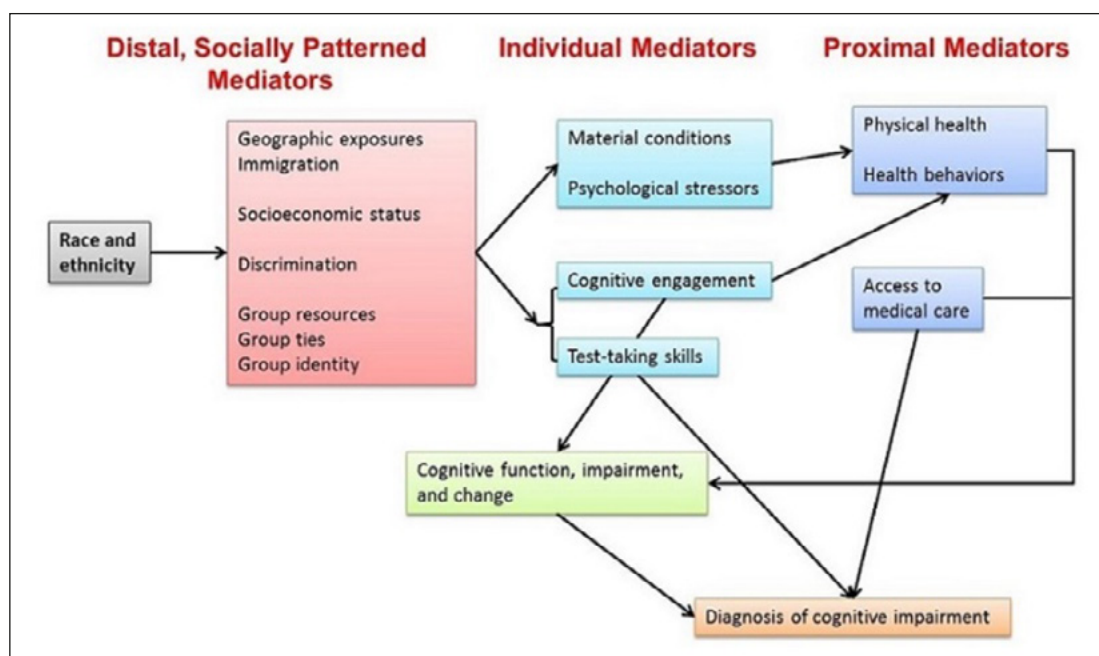 Distal, Socially Patterned
Mediators
Individual Mediators
Proximal Mediators
Race and
ethnicity
Geographic exposures
Immigration
Socioeconomic status
Discrimination
Group resources
Group ties
Group identity
Material conditions
Psychological stressors
Cognitive engagement
Test-taking skills
Physical health
Health behaviors
Access to
medical care
Cognitive function, impairment,
and change
Diagnosis of cognitive impairment